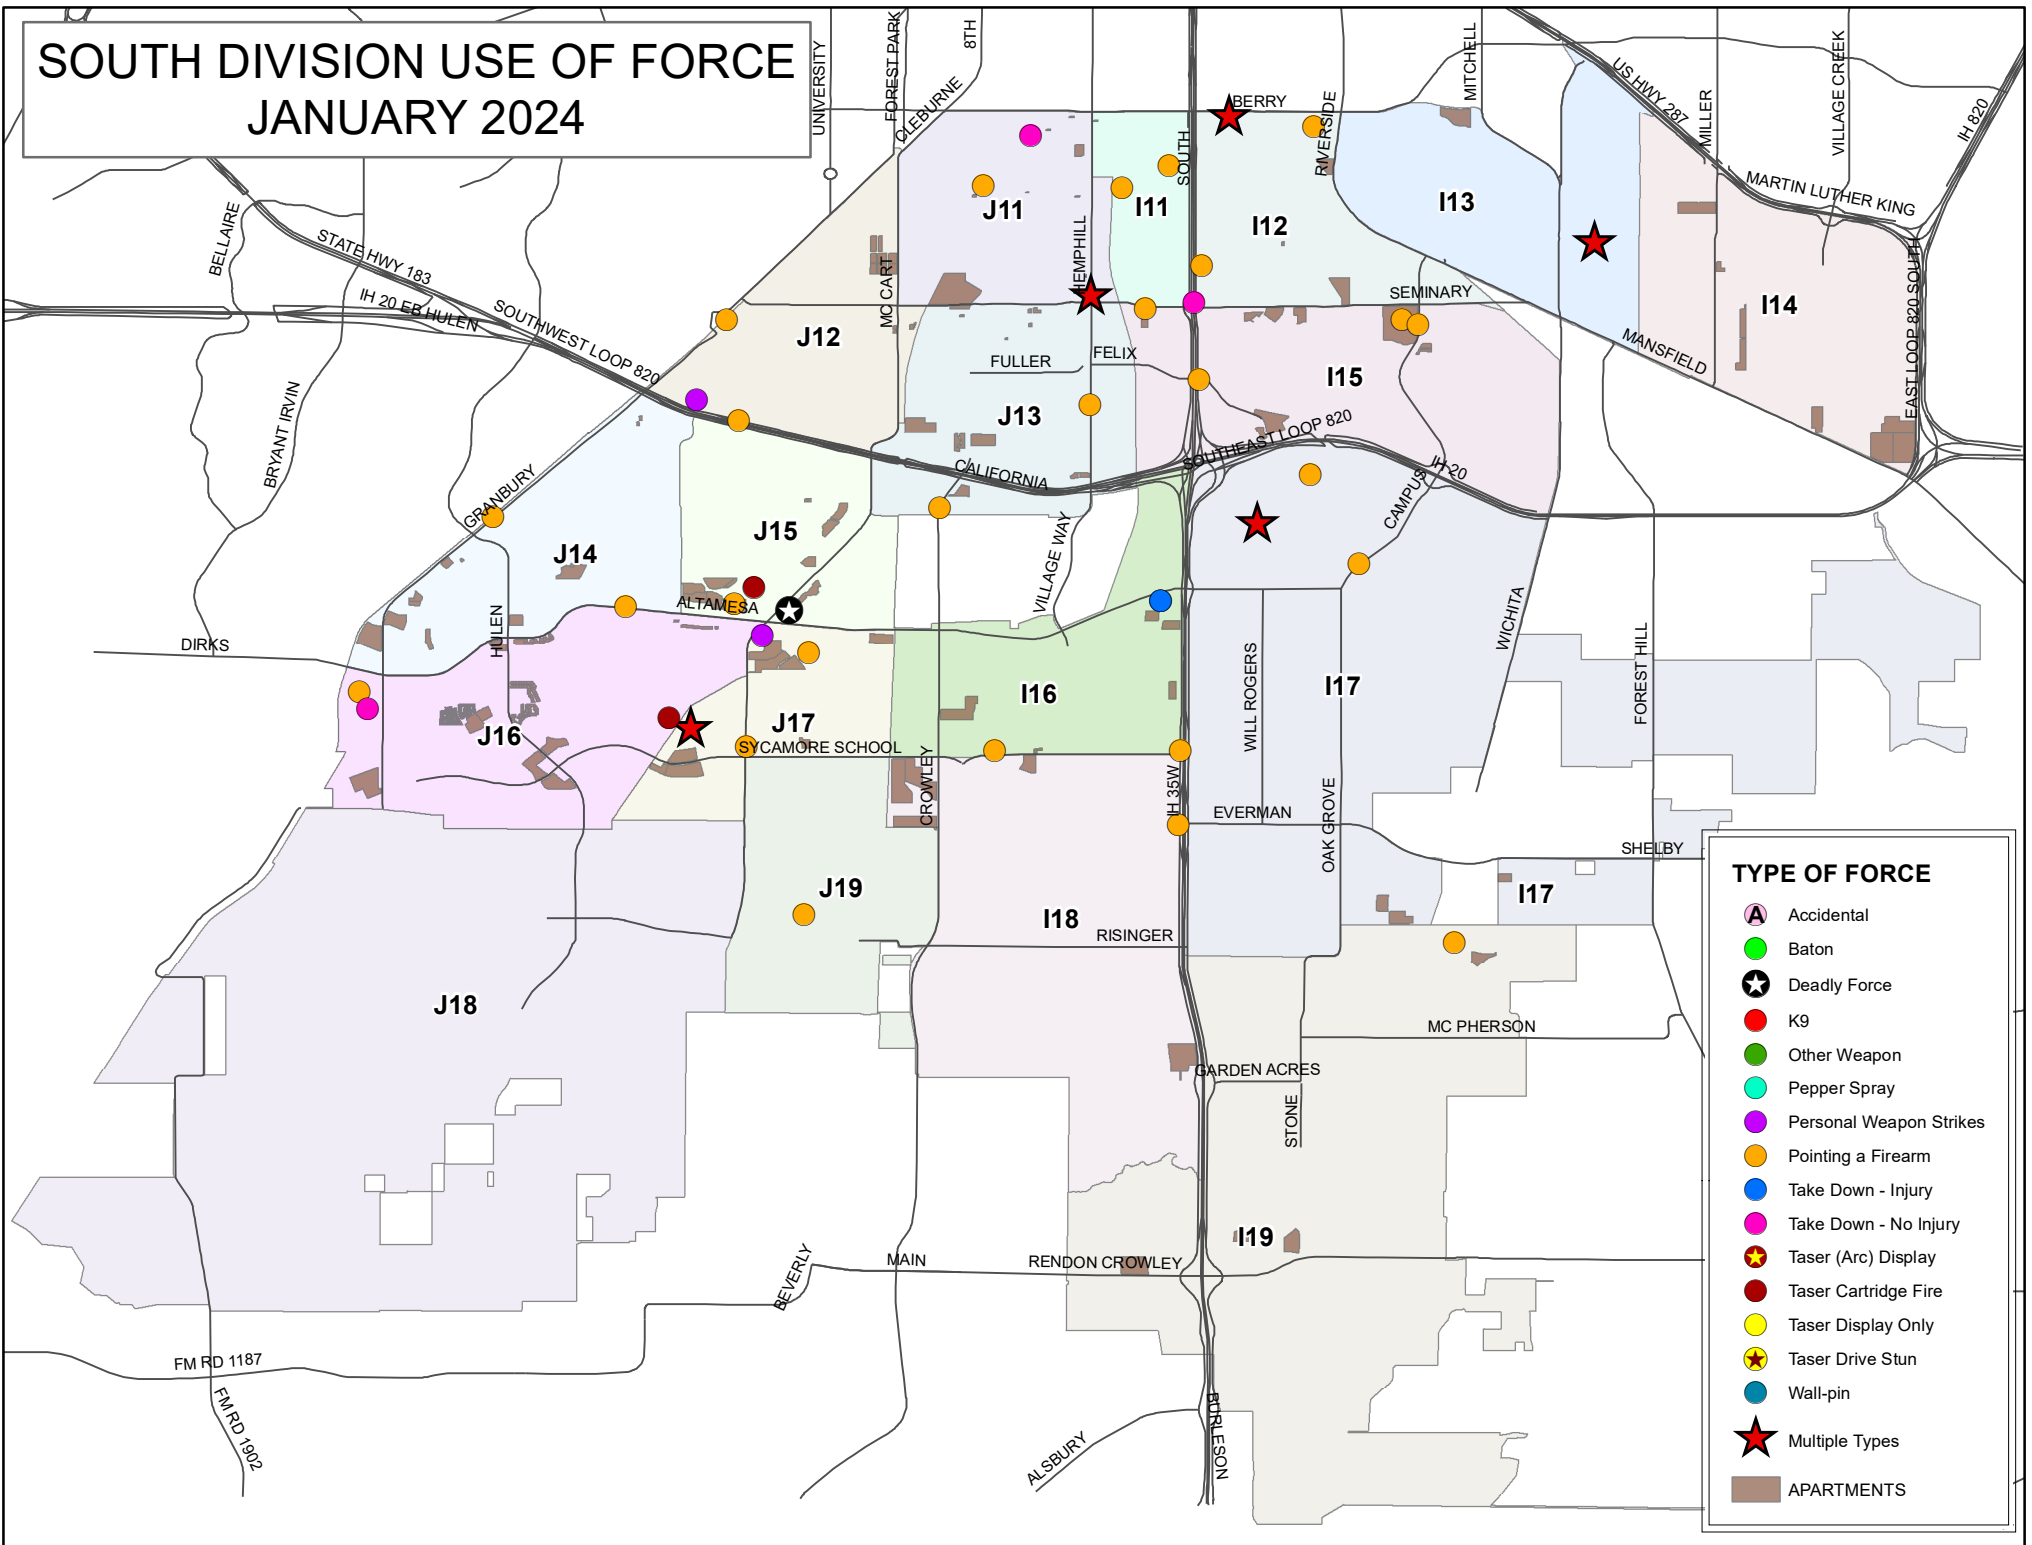 SOUTH DIVISION USE OF FORCE
JANUARY 2024
UNIVERSITY
FOREST PARK
8TH
CLEBURNE
MITCHELL
US HWY 287
MILLER
VILLAGE CREEK
IH 820
BERRY
RIVERSIDE
SOUTH
MARTIN LUTHER KING
BELLAIRE
STATE HWY 183
IH 20 EB HULEN
SOUTHWEST LOOP 820
MC CART
HEMPHILL
J11
I11
I12
I13
I14
EAST LOOP 820 SOUTH
SEMINARY
MANSFIELD
J12
FULLER
FELIX
J13
I15
BRYANT IRVIN
GRANBURY
CALIFORNIA
SOUTHEAST LOOP 820
IH 20
CAMPUS
J14
J15
VILLAGE WAY
ALTAMESA
HULEN
DIRKS
WICHITA
FOREST HILL
WILL ROGERS
I16
I17
J16
J17
SYCAMORE SCHOOL
CROWLEY
IH 35W
EVERMAN
OAK GROVE
SHELBY
J19
I18
I17
RISINGER
J18
MC PHERSON
GARDEN ACRES
STONE
I19
MAIN
RENDON CROWLEY
BEVERLY
FM RD 1187
FM RD 1902
ALSBURY
BURLESON
TYPE OF FORCE
A Accidental
Baton
Deadly Force
K9
Other Weapon
Pepper Spray
Personal Weapon Strikes
Pointing a Firearm
Take Down - Injury
Take Down - No Injury
Taser (Arc) Display
Taser Cartridge Fire
Taser Display Only
Taser Drive Stun
Wall-pin
Multiple Types
APARTMENTS